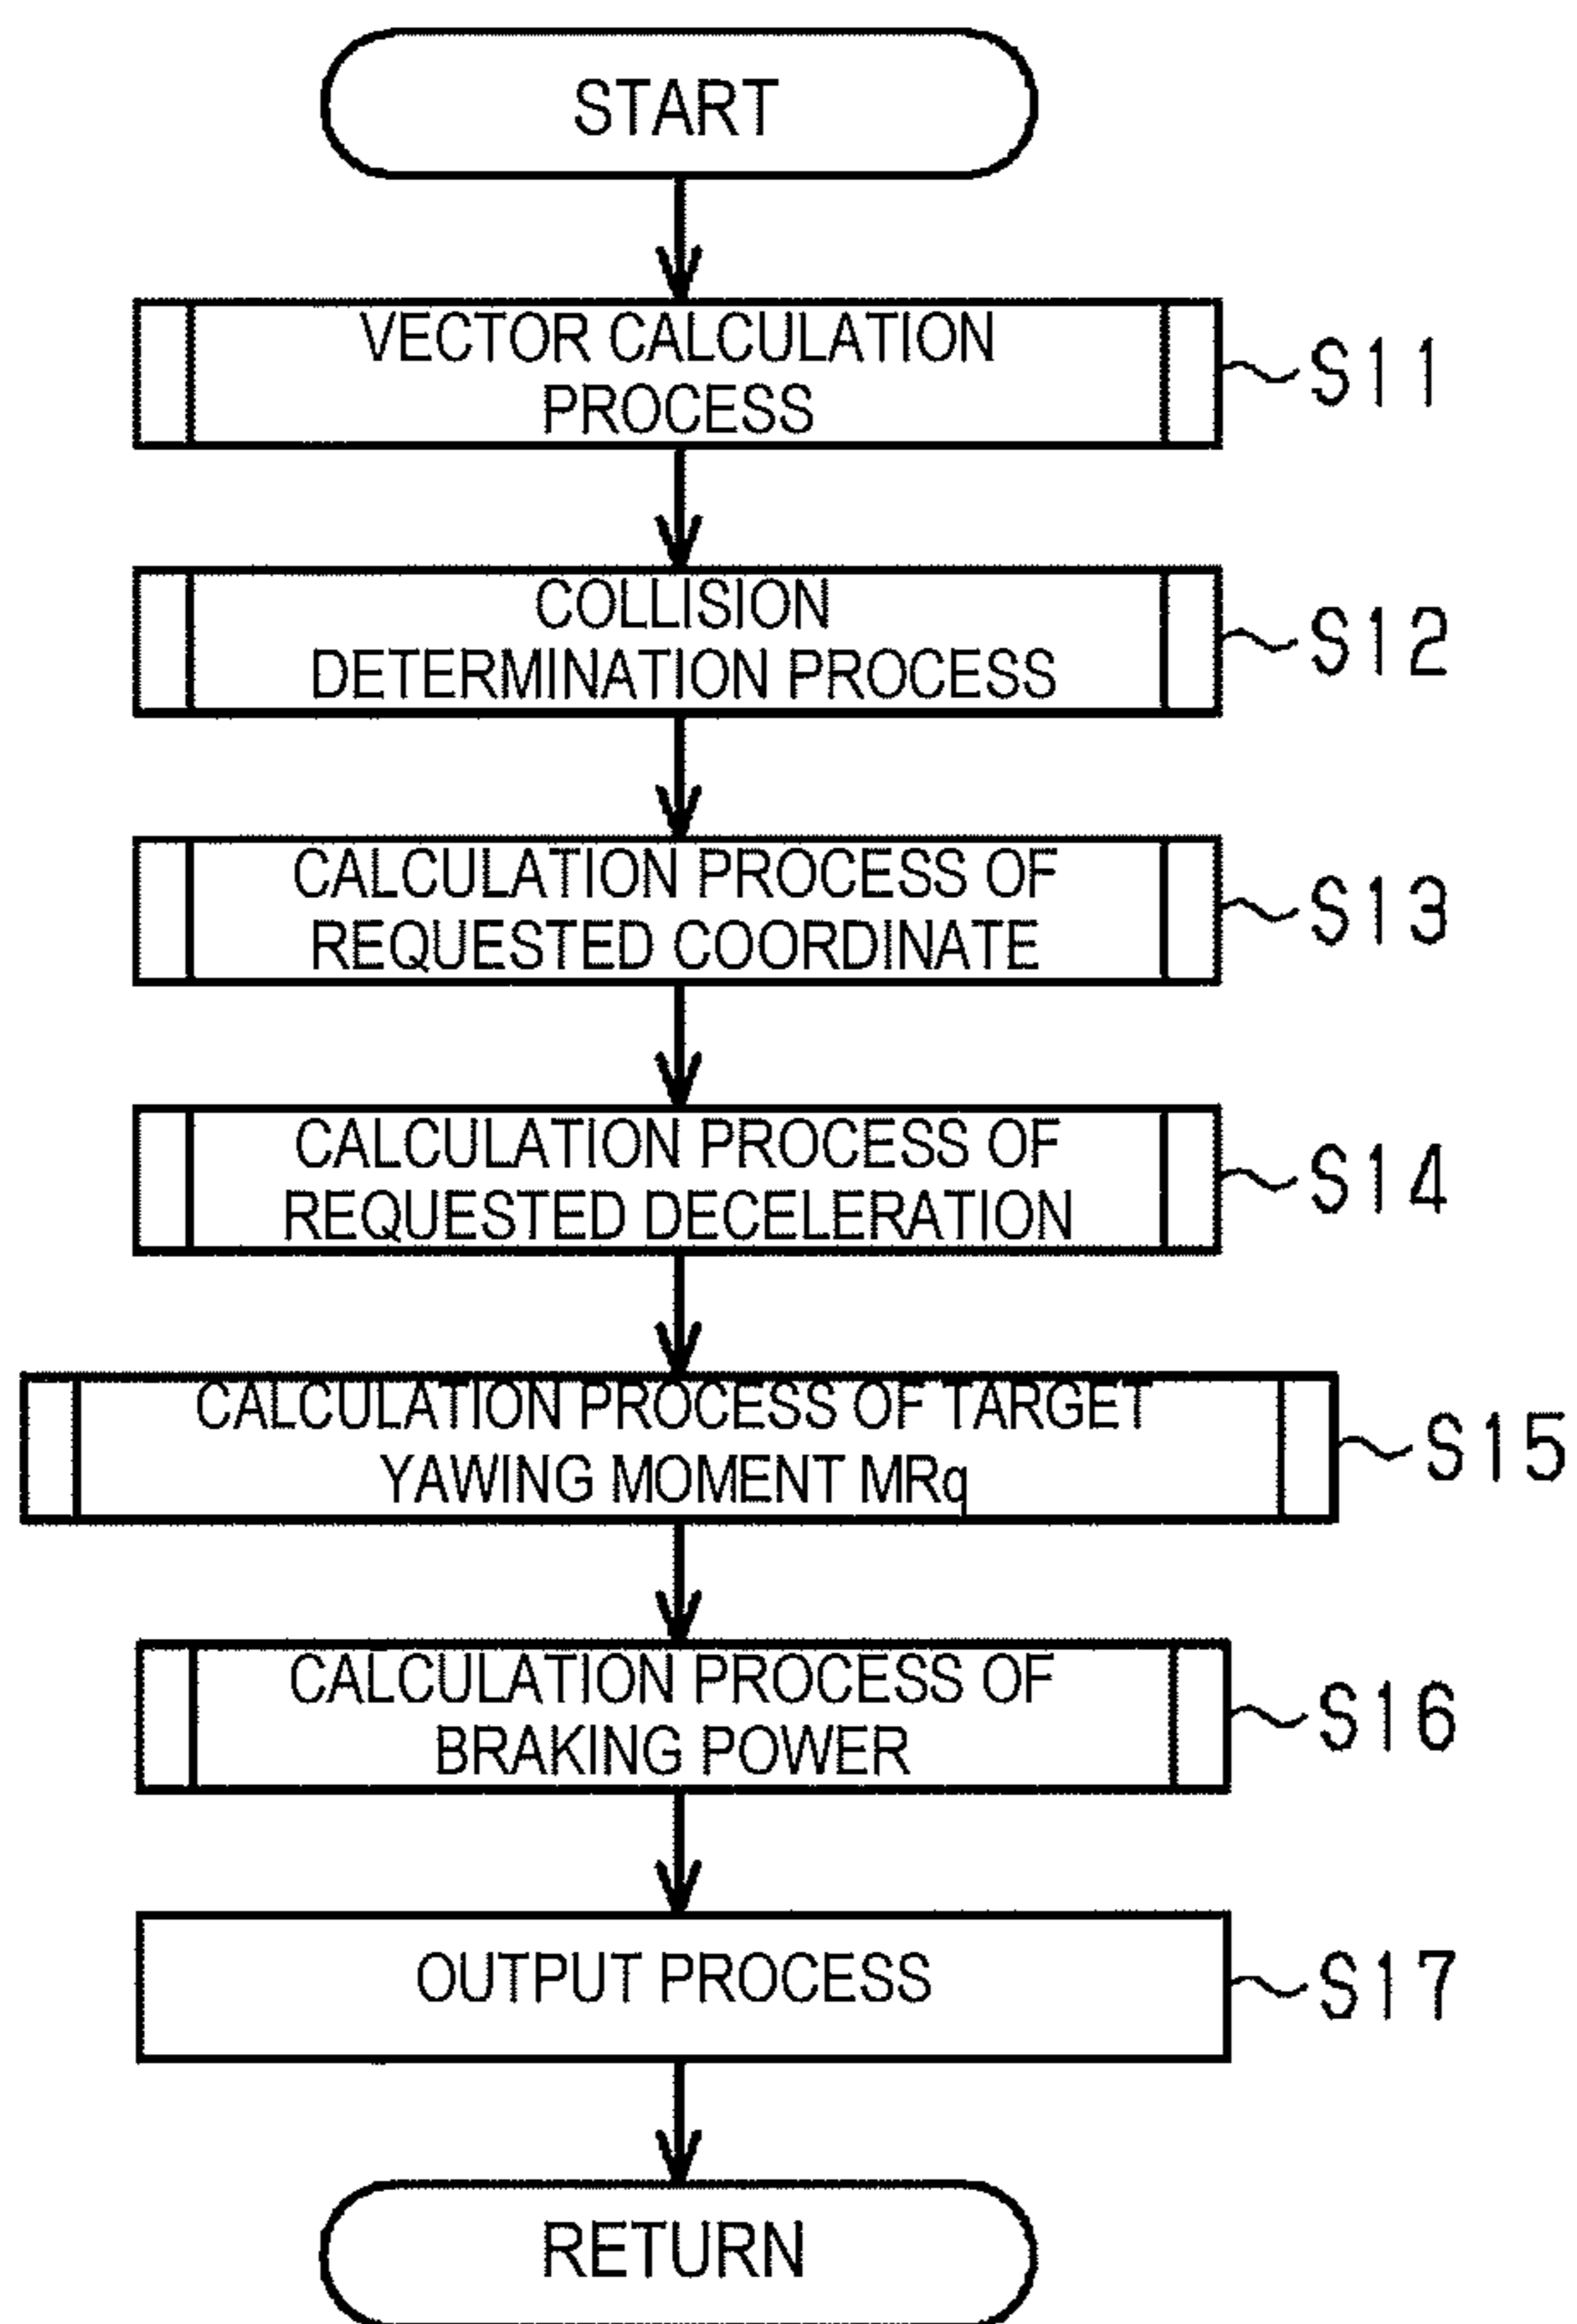 START
VECTOR CALCULATION
PROCESS
S11
COLLISION
DETERMINATION PROCESS
S12
CALCULATION PROCESS OF
REQUESTED COORDINATE
S13
CALCULATION PROCESS OF
REQUESTED DECELERATION
S14
CALCULATION PROCESS OF TARGET
YAWING MOMENT MRq
S15
CALCULATION PROCESS OF
BRAKING POWER
S16
OUTPUT PROCESS
S17
RETURN